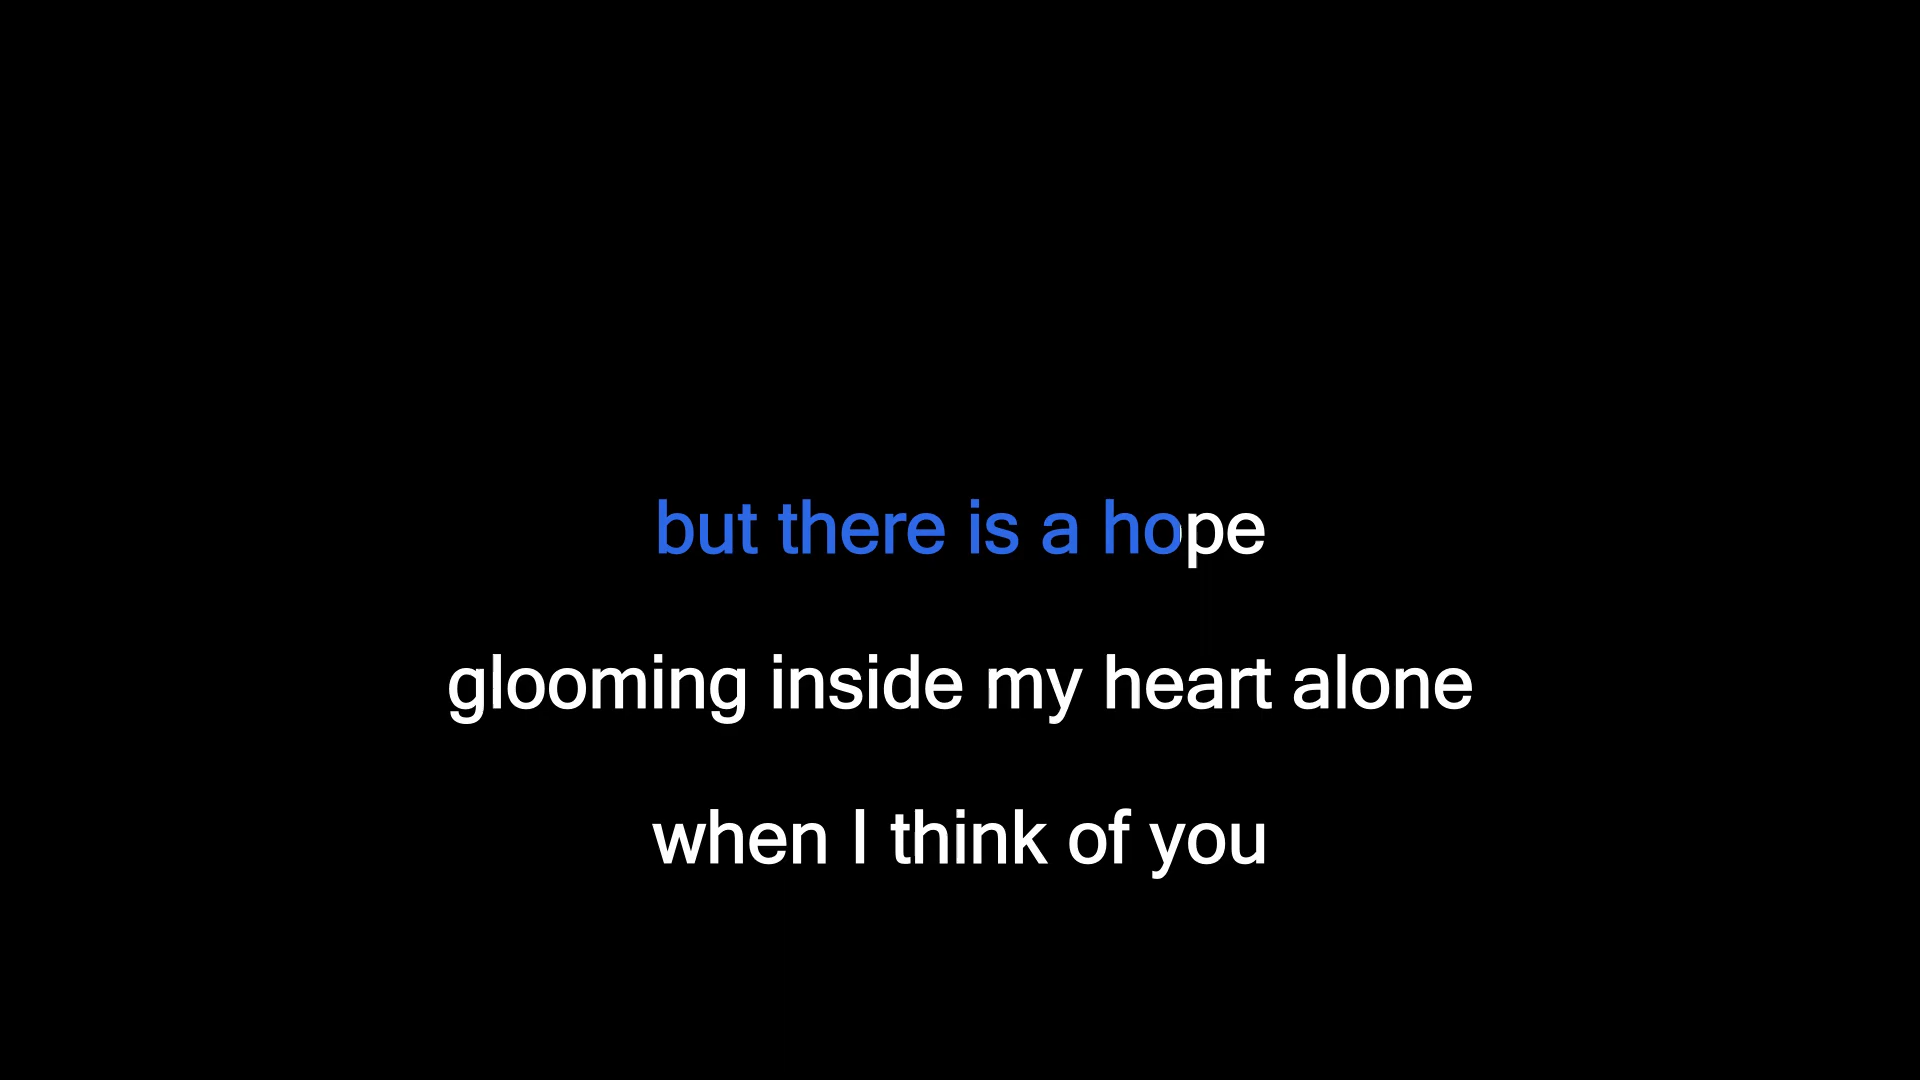 but there is a hope
glooming inside my heart alone
when I think of you